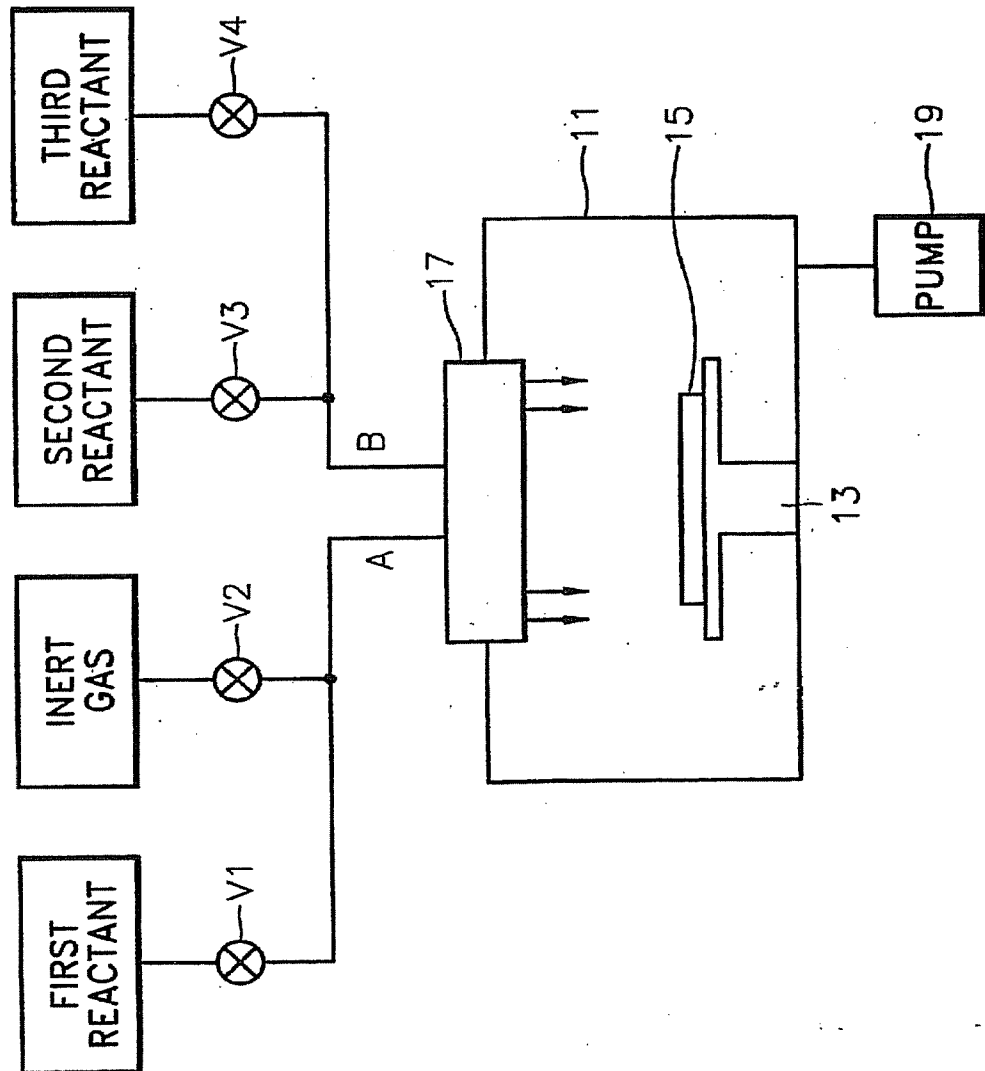 FIRST
REACTANT
INERT
GAS
SECOND
REACTANT
THIRD
REACTANT
V1
V2
V3
V4
A
B
17
11
15
13
PUMP
19